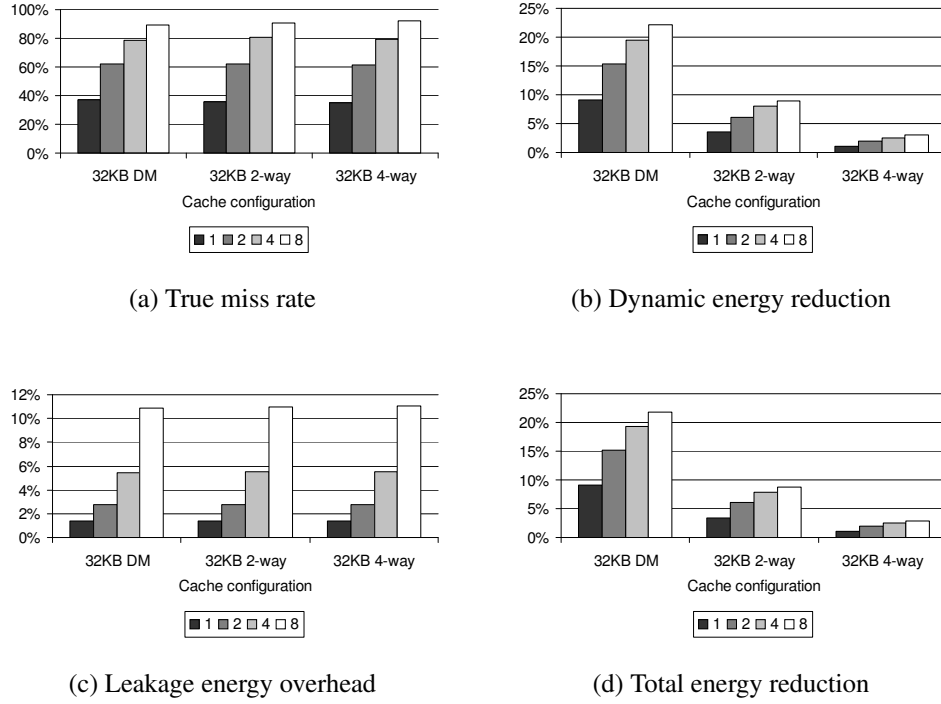 100%
80%
60%
40%
20%
0%
32KB DM 32KB 2-way 32KB 4-way
Cache configuration
1 2 4 8
(a) True miss rate
25%
20%
15%
10%
5%
0%
32KB DM 32KB 2-way 32KB 4-way
Cache configuration
1 2 4 8
(b) Dynamic energy reduction
12%
10%
8%
6%
4%
2%
0%
32KB DM 32KB 2-way 32KB 4-way
Cache configuration
1 2 4 8
(c) Leakage energy overhead
25%
20%
15%
10%
5%
0%
32KB DM 32KB 2-way 32KB 4-way
Cache configuration
1 2 4 8
(d) Total energy reduction